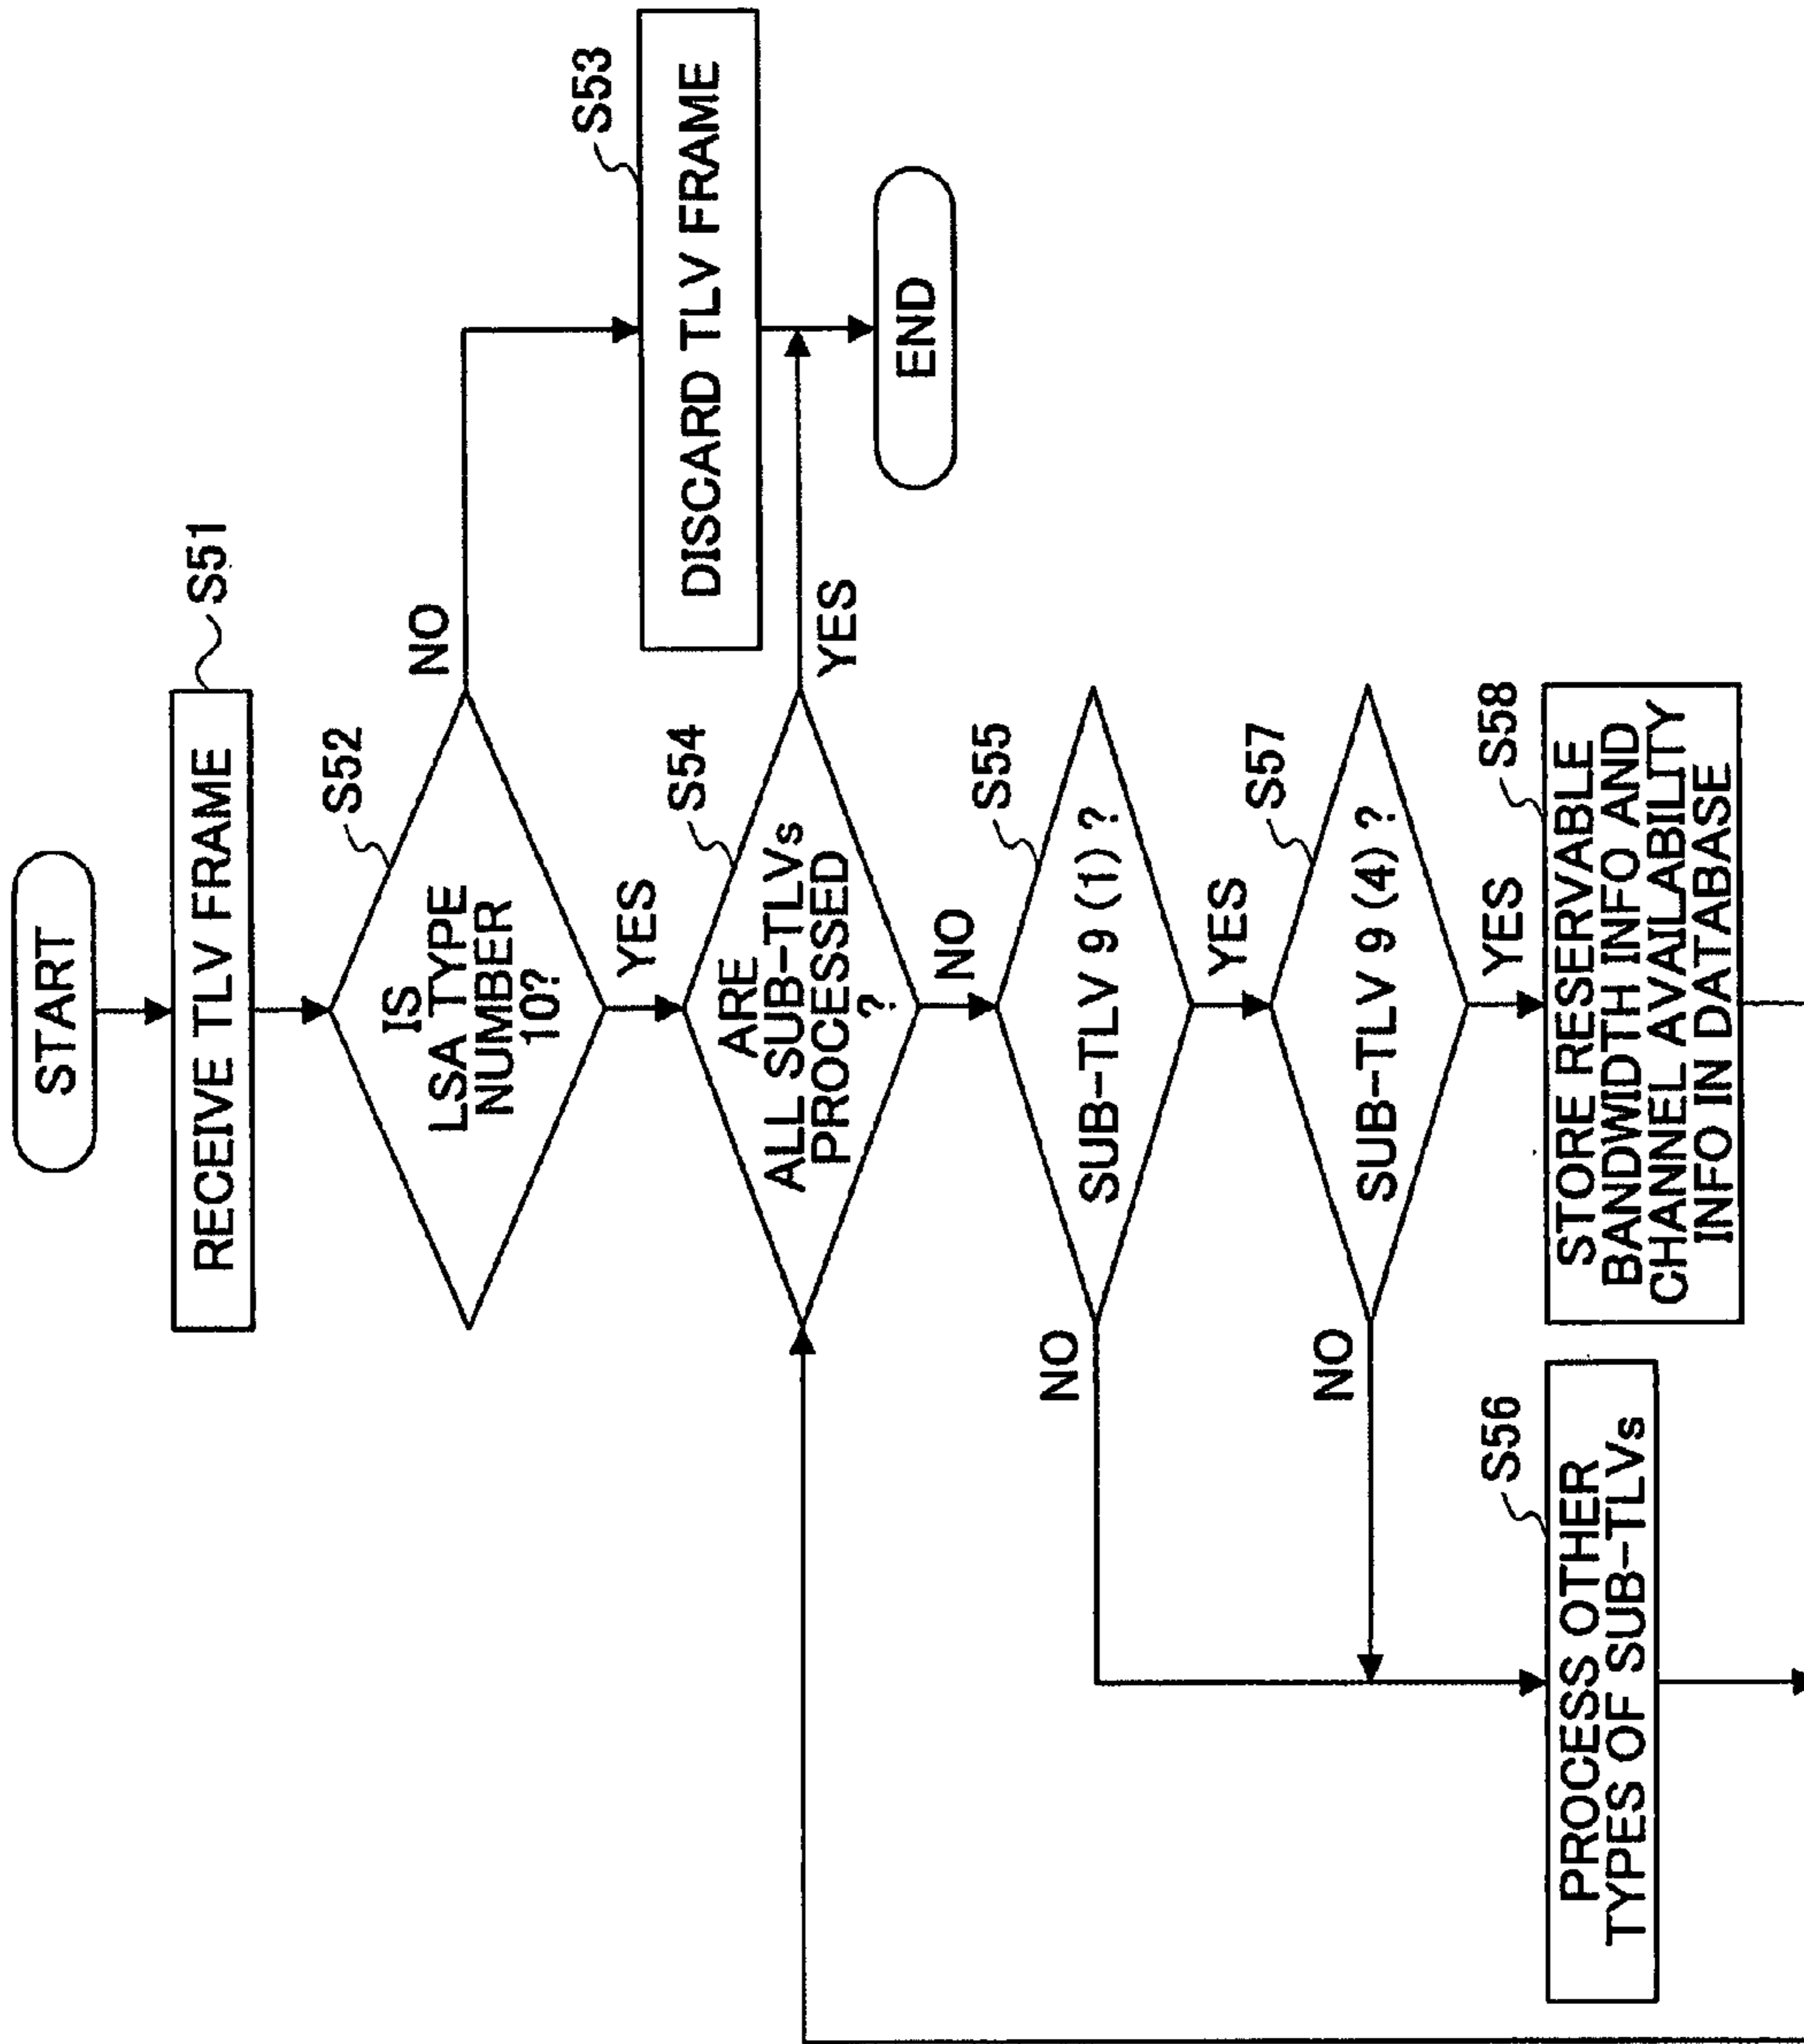 START
RECEIVE TLV FRAME
S51
IS
LSA TYPE
NUMBER
10?
S52
NO
YES
DISCARD TLV FRAME
S53
ARE
ALL SUB-TLVs
PROCESSED
?
S54
YES
NO
END
SUB-TLV 9 (1) ?
S55
NO
YES
SUB-TLV 9 (4) ?
S57
NO
YES
PROCESS OTHER
TYPES OF SUB-TLVs
S56
STORE RESERVABLE
BANDWIDTH INFO AND
CHANNEL AVAILABILITY
INFO IN DATABASE
S58